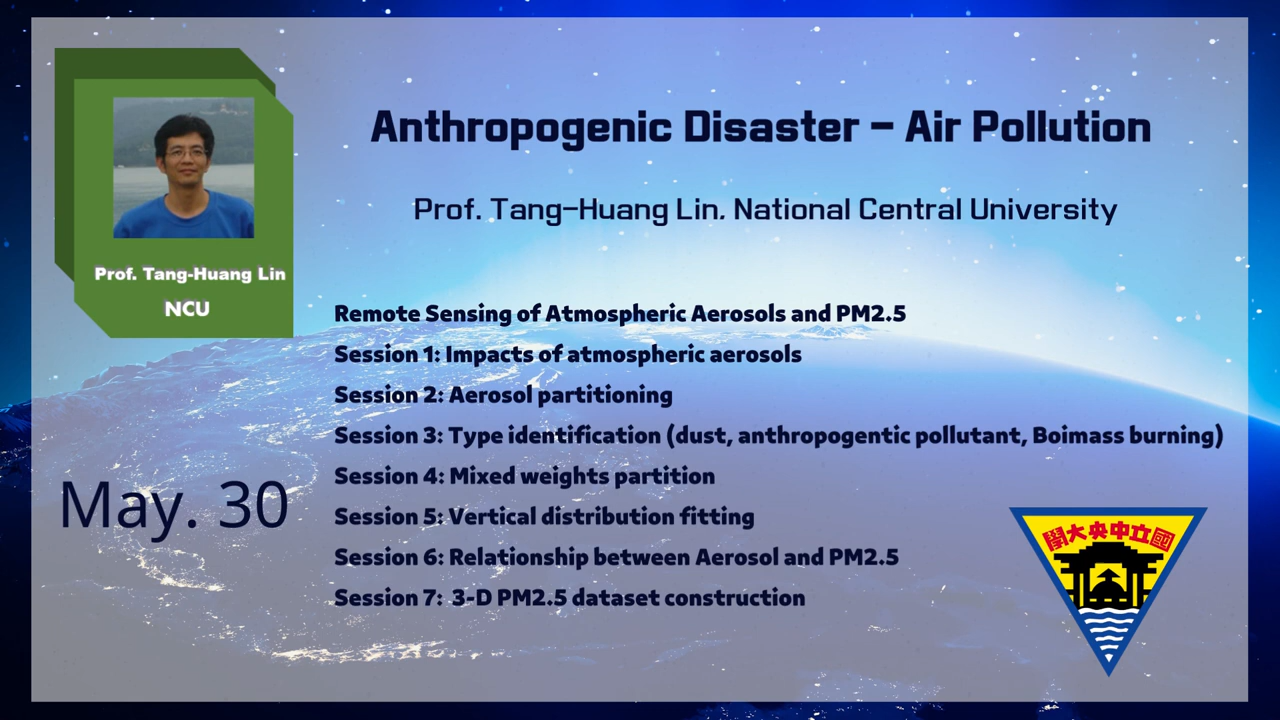 Anthropogenic Disaster - Air Pollution
Prof. Tang-Huang Lin. National Central University
Prof. Tang-Huang Lin
NCU
Remote Sensing of Atmospheric Aerosols and PM2.5
Session 1: Impacts of atmospheric aerosols
Session 2: Aerosol partitioning
Session 3: Type identification (dust, anthropogentic pollutant, Boimass burning)
Session 4: Mixed weights partition
Session 5: Vertical distribution fitting
Session 6: Relationship between Aerosol and PM2.5
Session 7: 3-D PM2.5 dataset construction
May. 30
學大央中立國